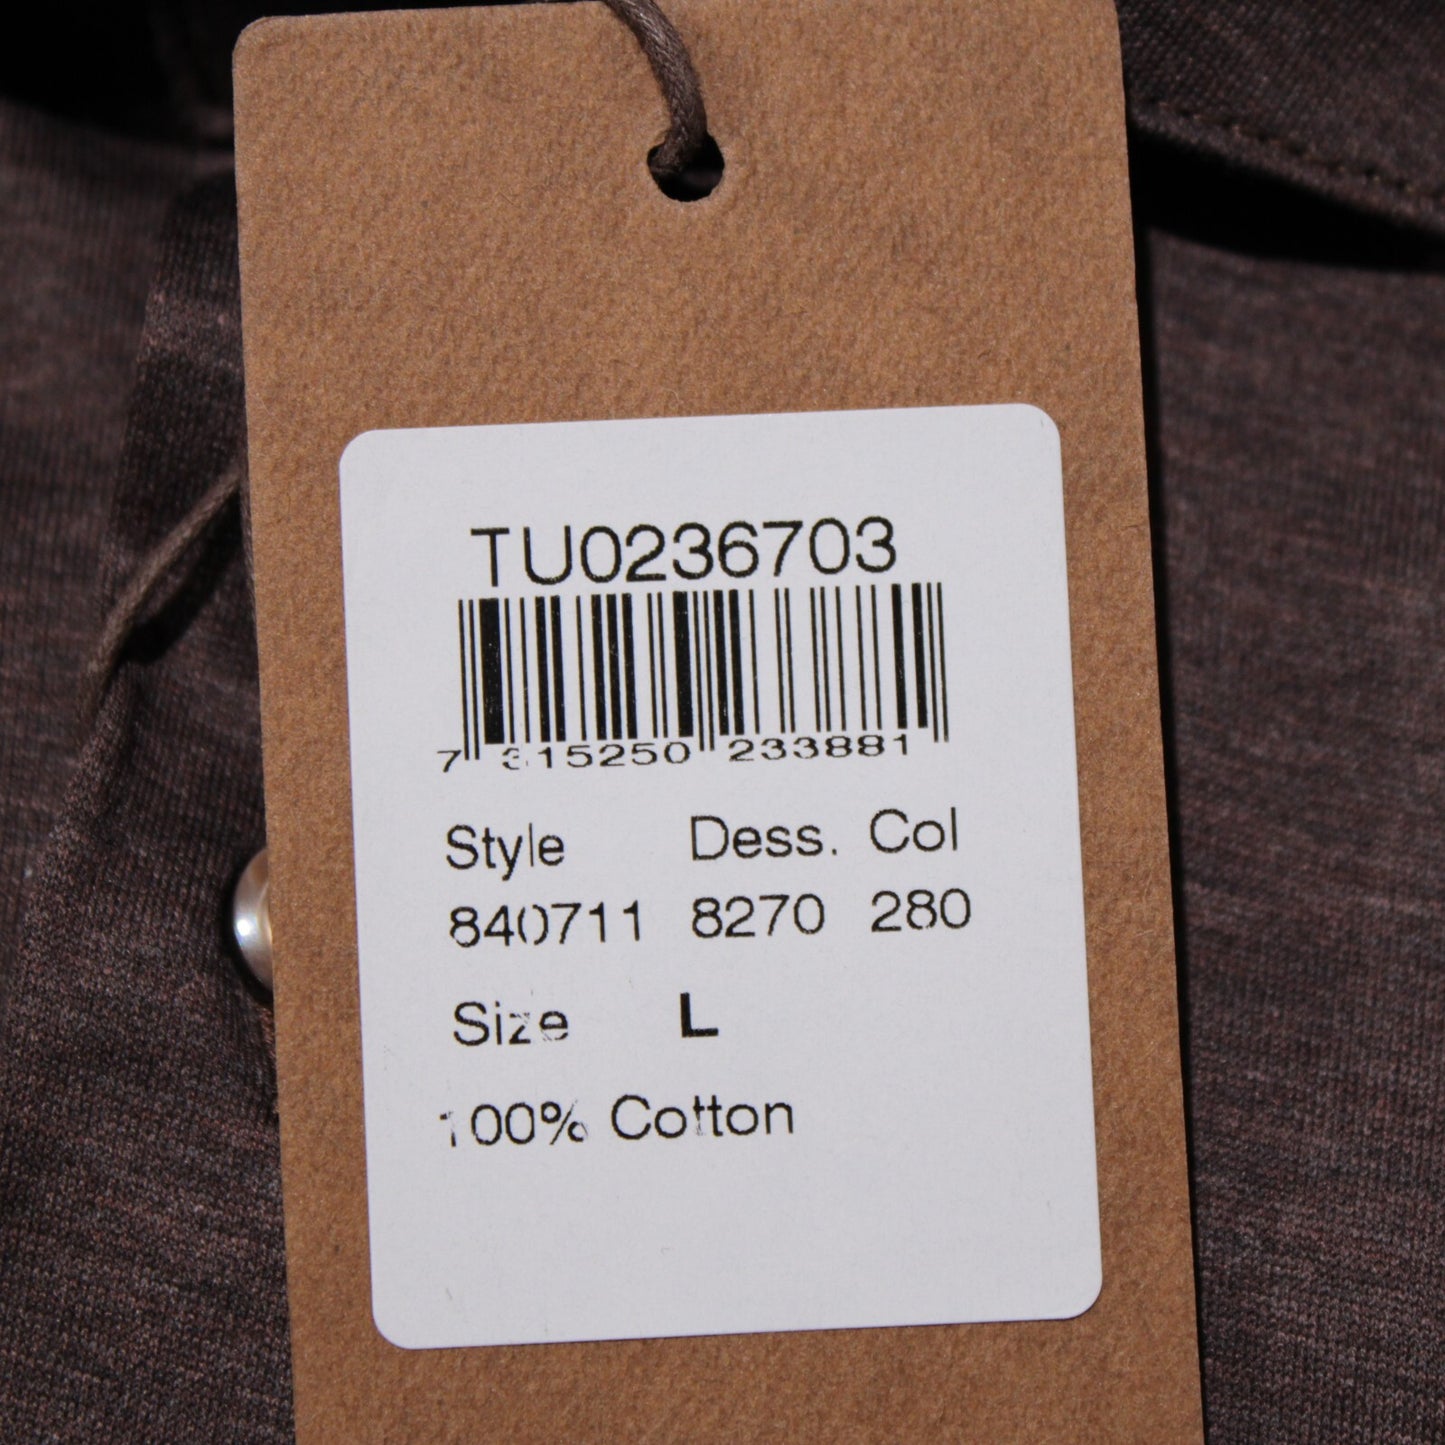 TU0236703
7 315250 233881
Style Dess. Col
840711 8270 280
Size L
100% Cotton